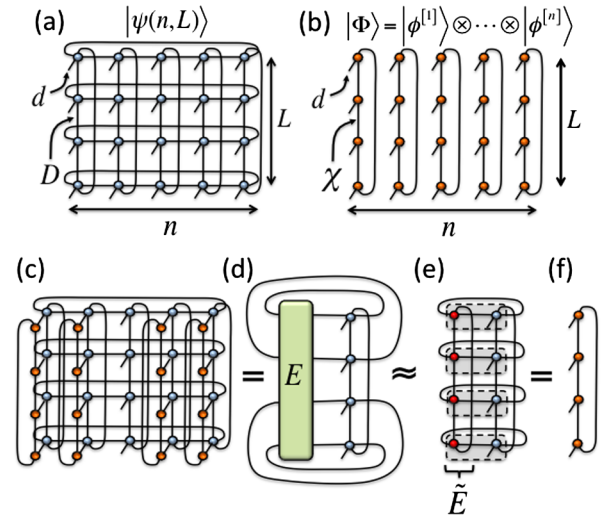 (a) |ψ(n,L)⟩
(b) |Φ⟩ = |ϕ^[1]⟩ ⊗ ⋯ ⊗ |ϕ^[n]⟩
d
D
L
n
d
χ
L
n
(c) (d) (e) (f)
= E ≈ =
Ẽ